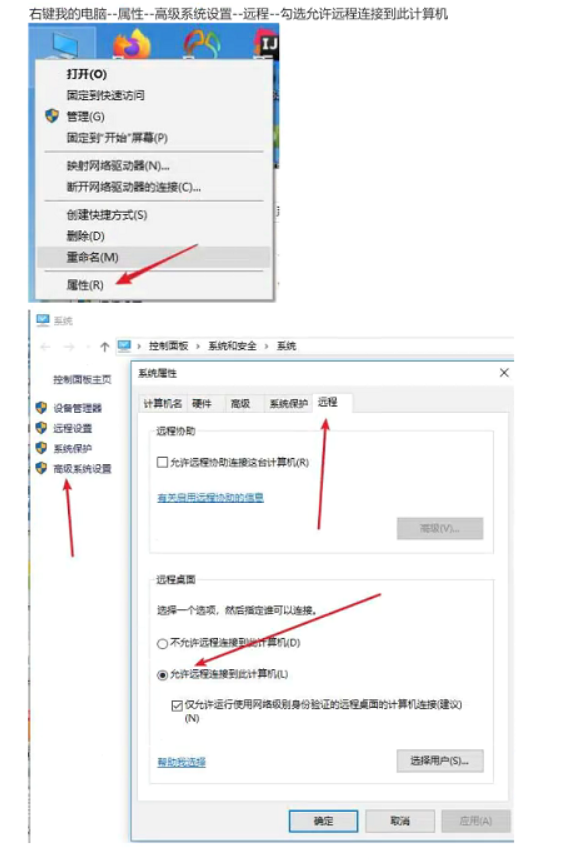 右键我的电脑--属性--高级系统设置--远程--勾选允许远程连接到此计算机
打开(O)
固定到快速访问
管理(G)
固定到"开始"屏幕(P)
映射网络驱动器(N)...
断开网络驱动器的连接(C)...
创建快捷方式(S)
删除(D)
重命名(M)
属性(R)
系统
控制面板 › 系统和安全 › 系统
控制面板主页
设备管理器
远程设置
系统保护
高级系统设置
系统属性
计算机名 硬件 高级 系统保护 远程
远程协助
允许远程协助连接这台计算机(R)
有关启用远程协助的信息
高级(V)...
远程桌面
选择一个选项，然后指定谁可以连接。
不允许远程连接到此计算机(D)
允许远程连接到此计算机(L)
仅允许运行使用网络级别身份验证的远程桌面的计算机连接(建议)
(N)
帮助我选择
选择用户(S)...
确定 取消 应用(A)